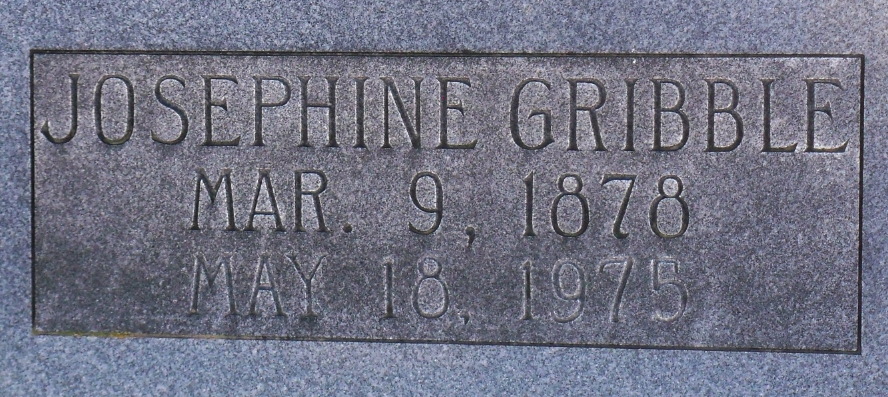 JOSEPHINE GRIBBLE
MAR. 9, 1878
MAY 18, 1975